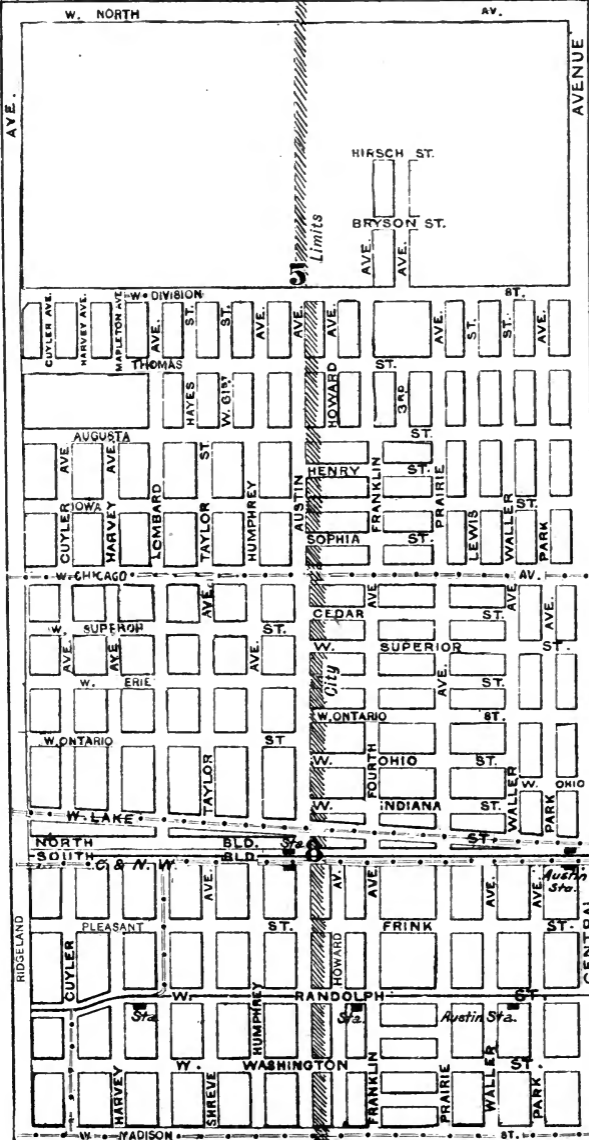 W. NORTH AV.
AVE.
AVENUE
HIRSCH ST.
BRYSON ST.
AVE. AVE.
Limits
5
W. DIVISION ST.
CUYLER AVE. HARVEY AVE. MAPLETON AVE. AVE. ST. ST. AVE. AVE. AVE. AVE. ST. ST. AVE.
THOMAS ST.
HAYES W. 61ST HOWARD 3RD
AUGUSTA ST.
AVE. AVE. ST.
HENRY ST.
IOWA ST.
CUYLER HARVEY LOMBARD TAYLOR HUMPHREY AUSTIN FRANKLIN PRAIRIE LEWIS WALLER PARK
SOPHIA ST.
W. CHICAGO AV.
AVE. AVE AVE AVE.
CEDAR ST.
W. SUPERIOR ST. W. SUPERIOR ST.
AVE. AVE AVE. AVE.
City
W. ERIE ST.
W. ONTARIO ST.
W. ONTARIO ST
W. OHIO ST.
TAYLOR FOURTH WALLER PARK
W. OHIO
W. INDIANA ST.
W. LAKE ST.
NORTH BLD. Sta
SOUTH BLD.
8
C & N. W.
Austin Sta.
AVE. AV. AVE AVE. AVE.
PLEASANT ST. FRINK ST.
RIDGELAND CUYLER HOWARD CENTRAL
W. RANDOLPH ST
Sta. Sta. Austin Sta.
HUMPHREY
W. WASHINGTON ST.
HARVEY SHREVE FRANKLIN PRAIRIE WALLER PARK
W. MADISON ST.